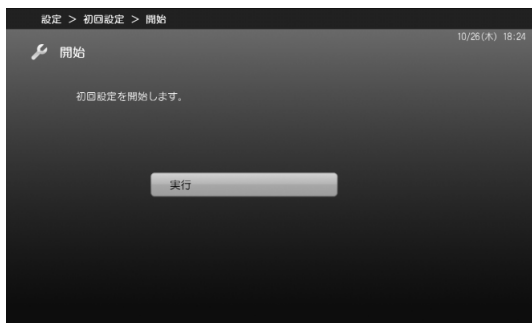 設定 > 初回設定 > 開始
10/26(木) 18:24
開始
初回設定を開始します。
実行